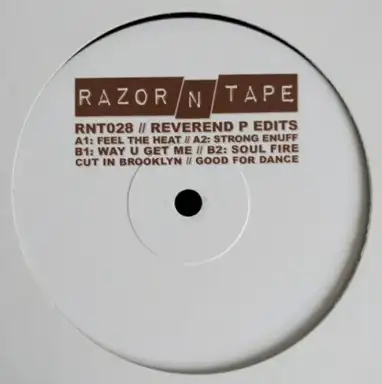 RAZOR N TAPE
RNT028 // REVEREND P EDITS
A1: FEEL THE HEAT // A2: STRONG ENUFF
B1: WAY U GET ME // B2: SOUL FIRE
CUT IN BROOKLYN // GOOD FOR DANCE